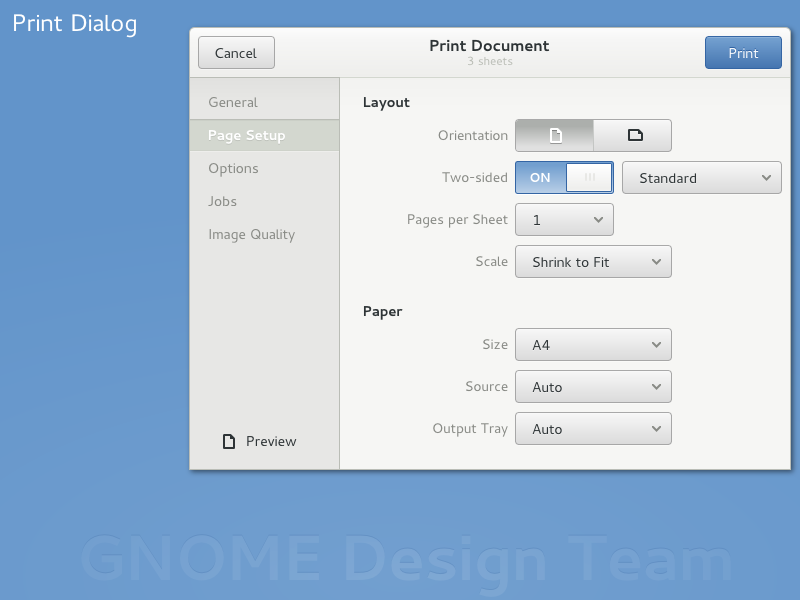 Print Dialog
Cancel
Print Document
3 sheets
Print
General
Page Setup
Options
Jobs
Image Quality
Preview
Layout
Orientation
Two-sided ON Standard
Pages per Sheet 1
Scale Shrink to Fit
Paper
Size A4
Source Auto
Output Tray Auto
GNOME Design Team